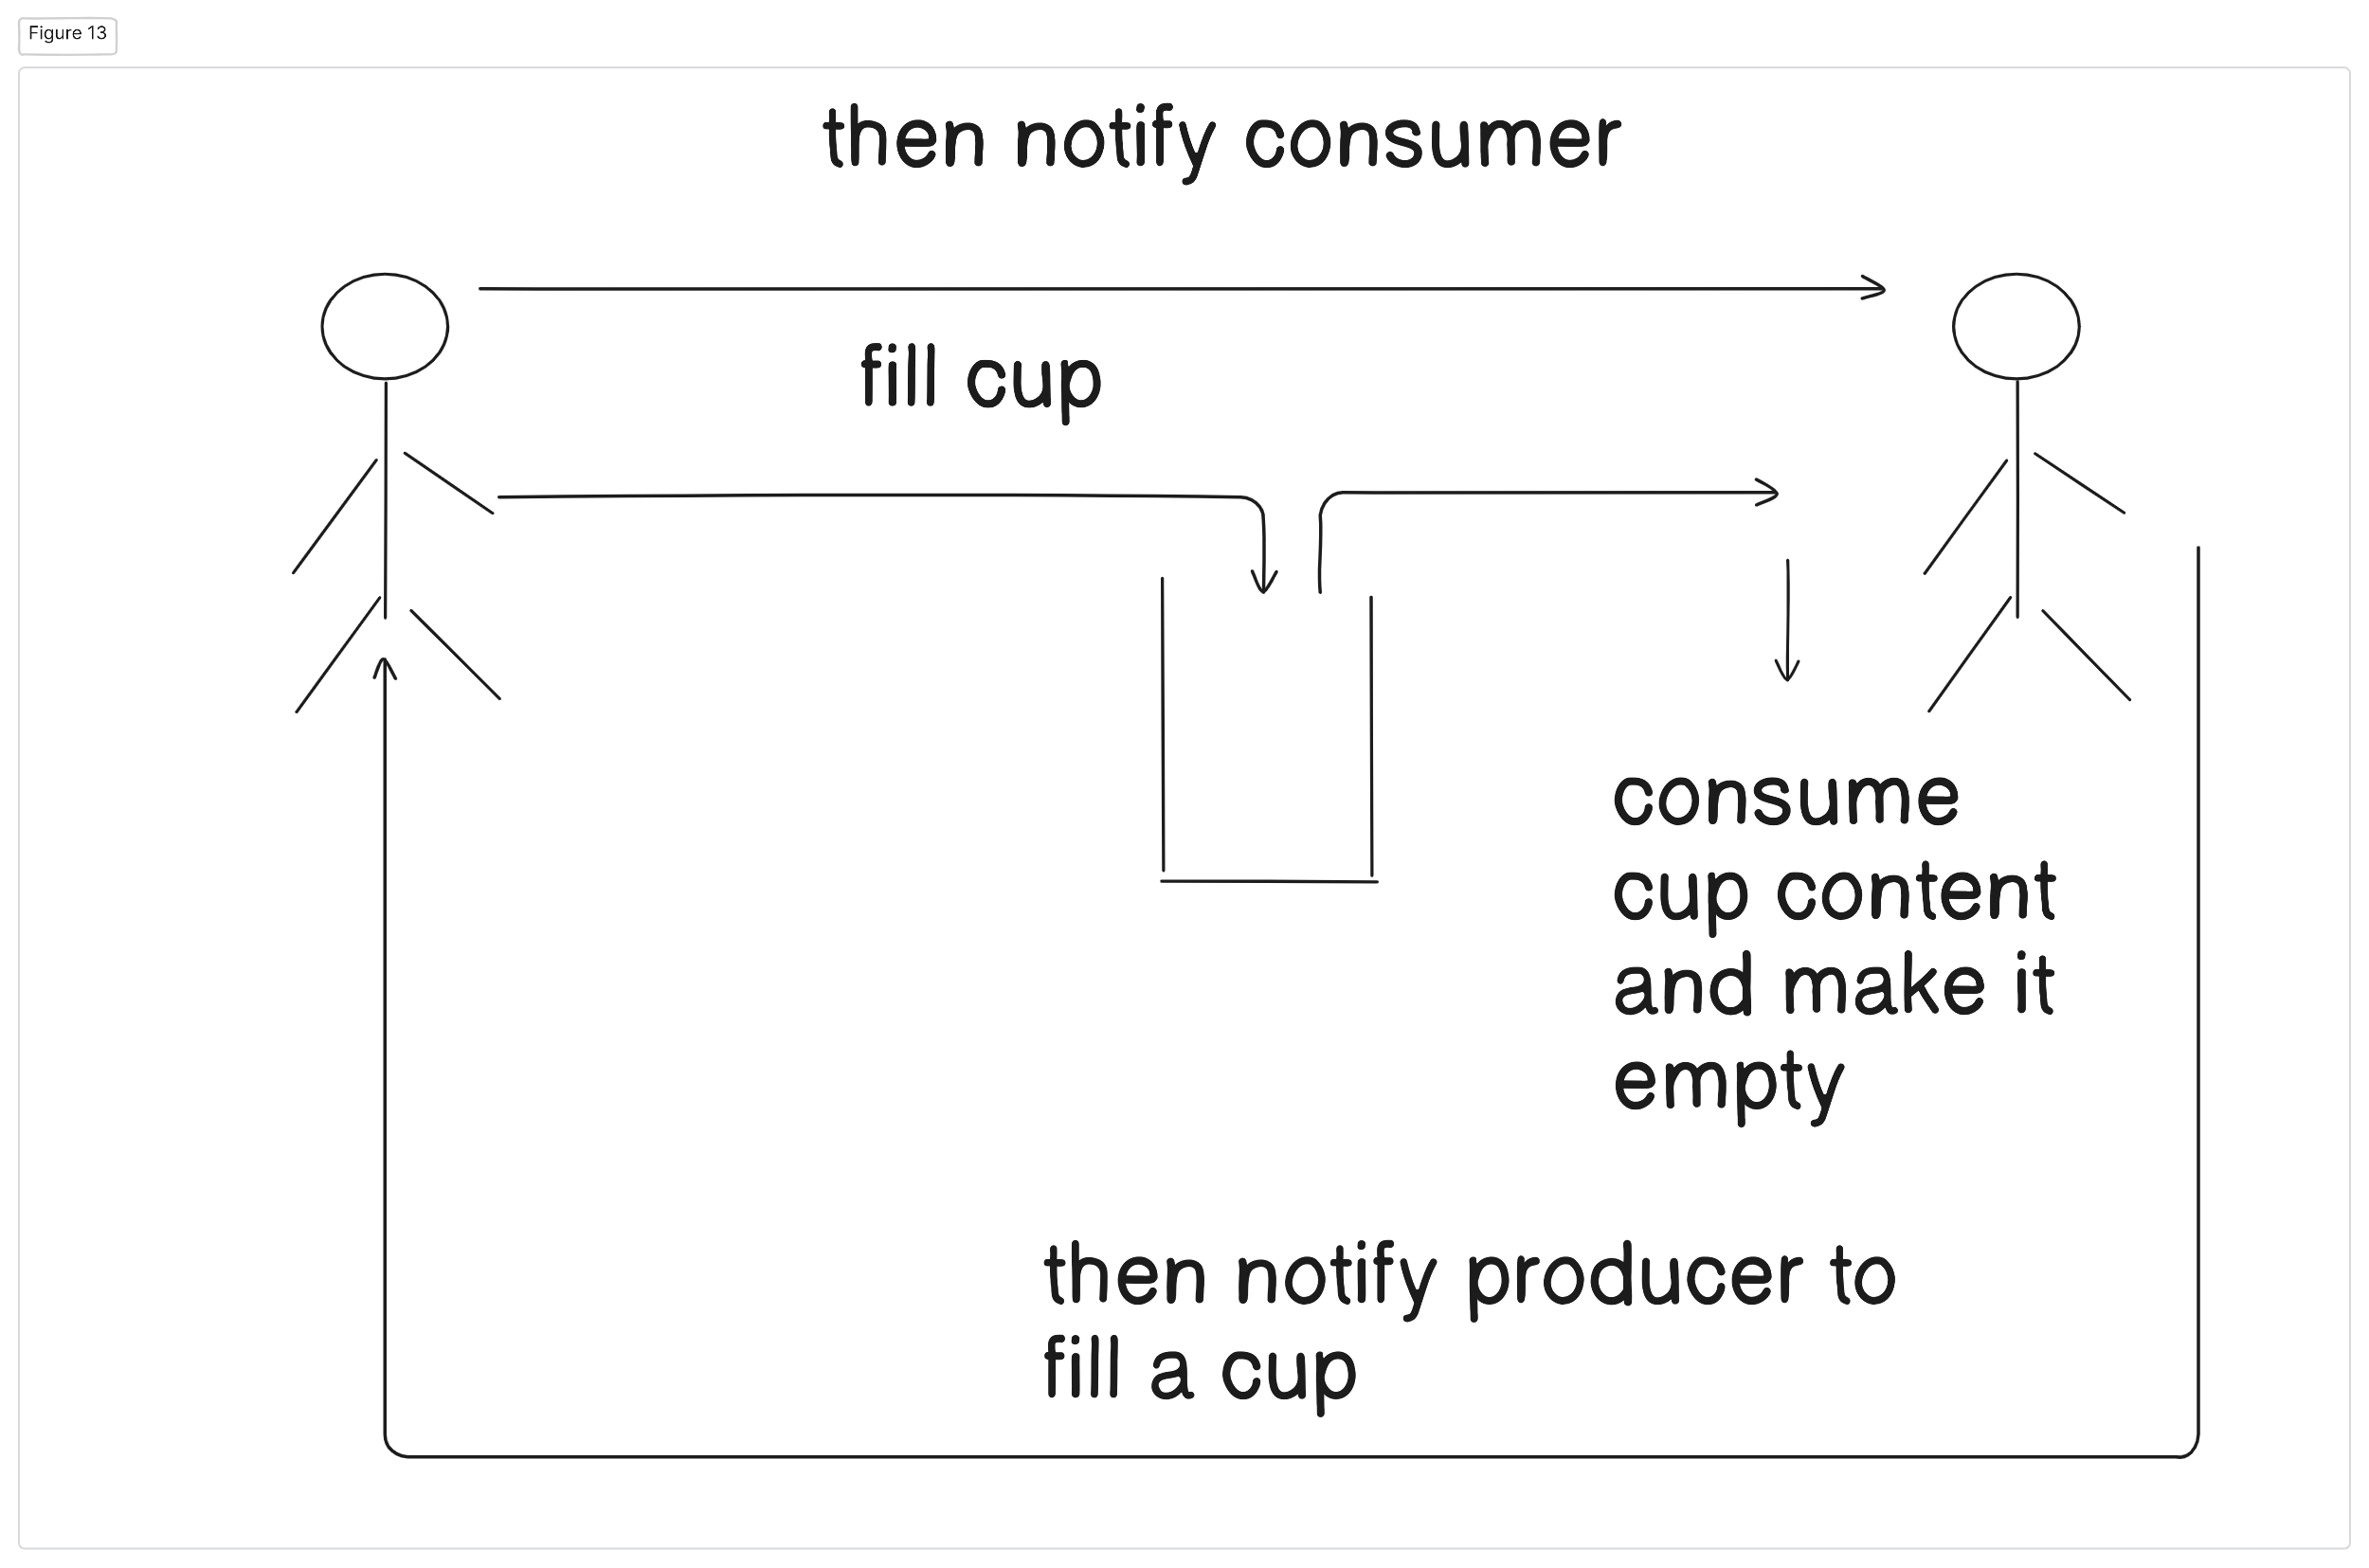 Figure 13
then notify consumer
fill cup
consume
cup content
and make it
empty
then notify producer to
fill a cup